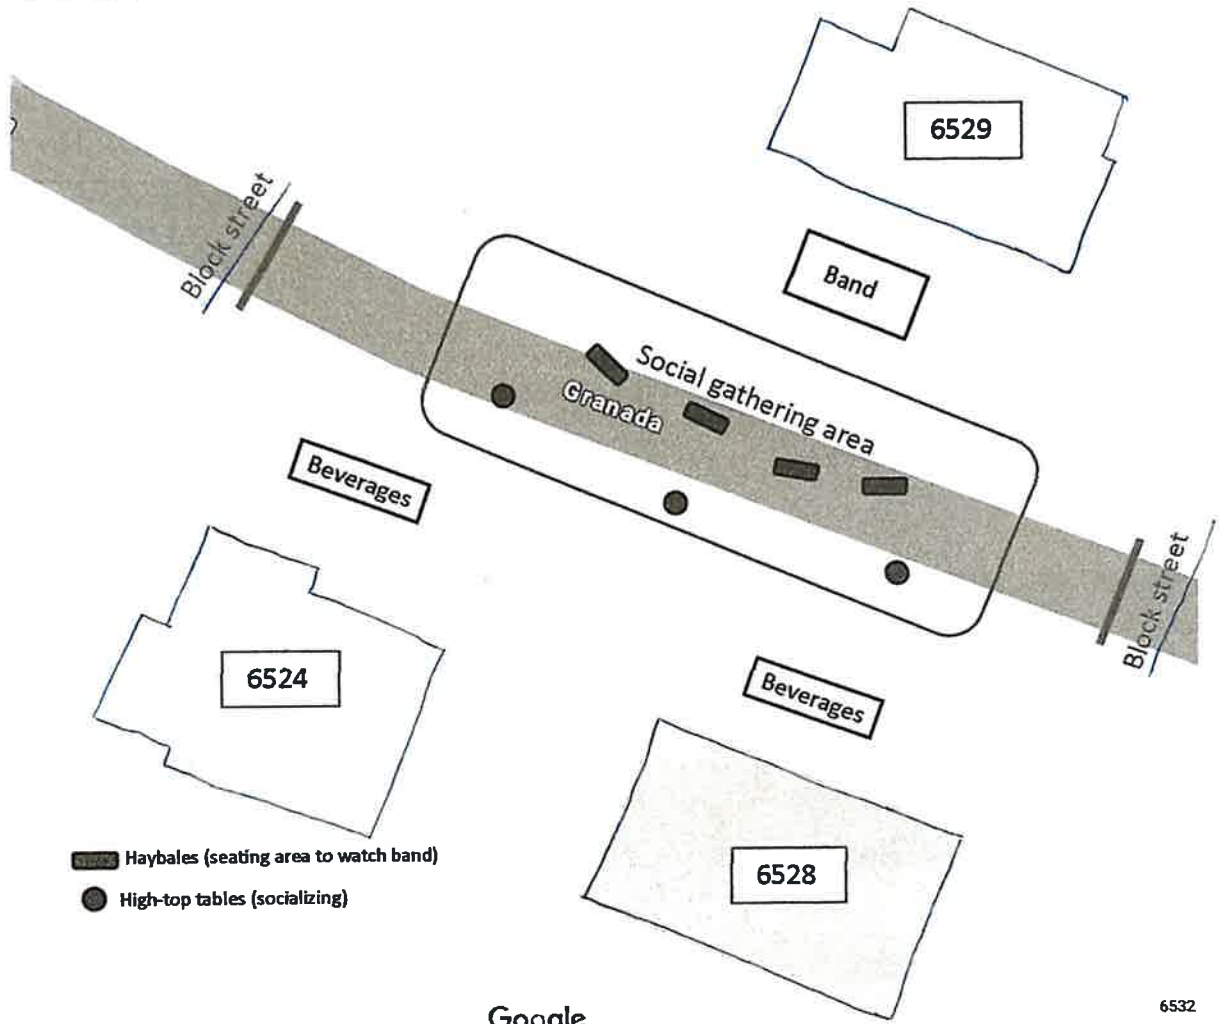 6529
Block street
Band
Social gathering area
Granada
Beverages
Block street
6524
Beverages
Haybales (seating area to watch band)
6528
High-top tables (socializing)
6532
Google